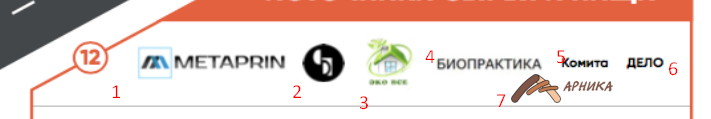 12
METAPRIN
4 БИОПРАКТИКА 5 Комита ДЕЛО 6
ЭКО ВСЕ
1 2 3 7 АРНИКА